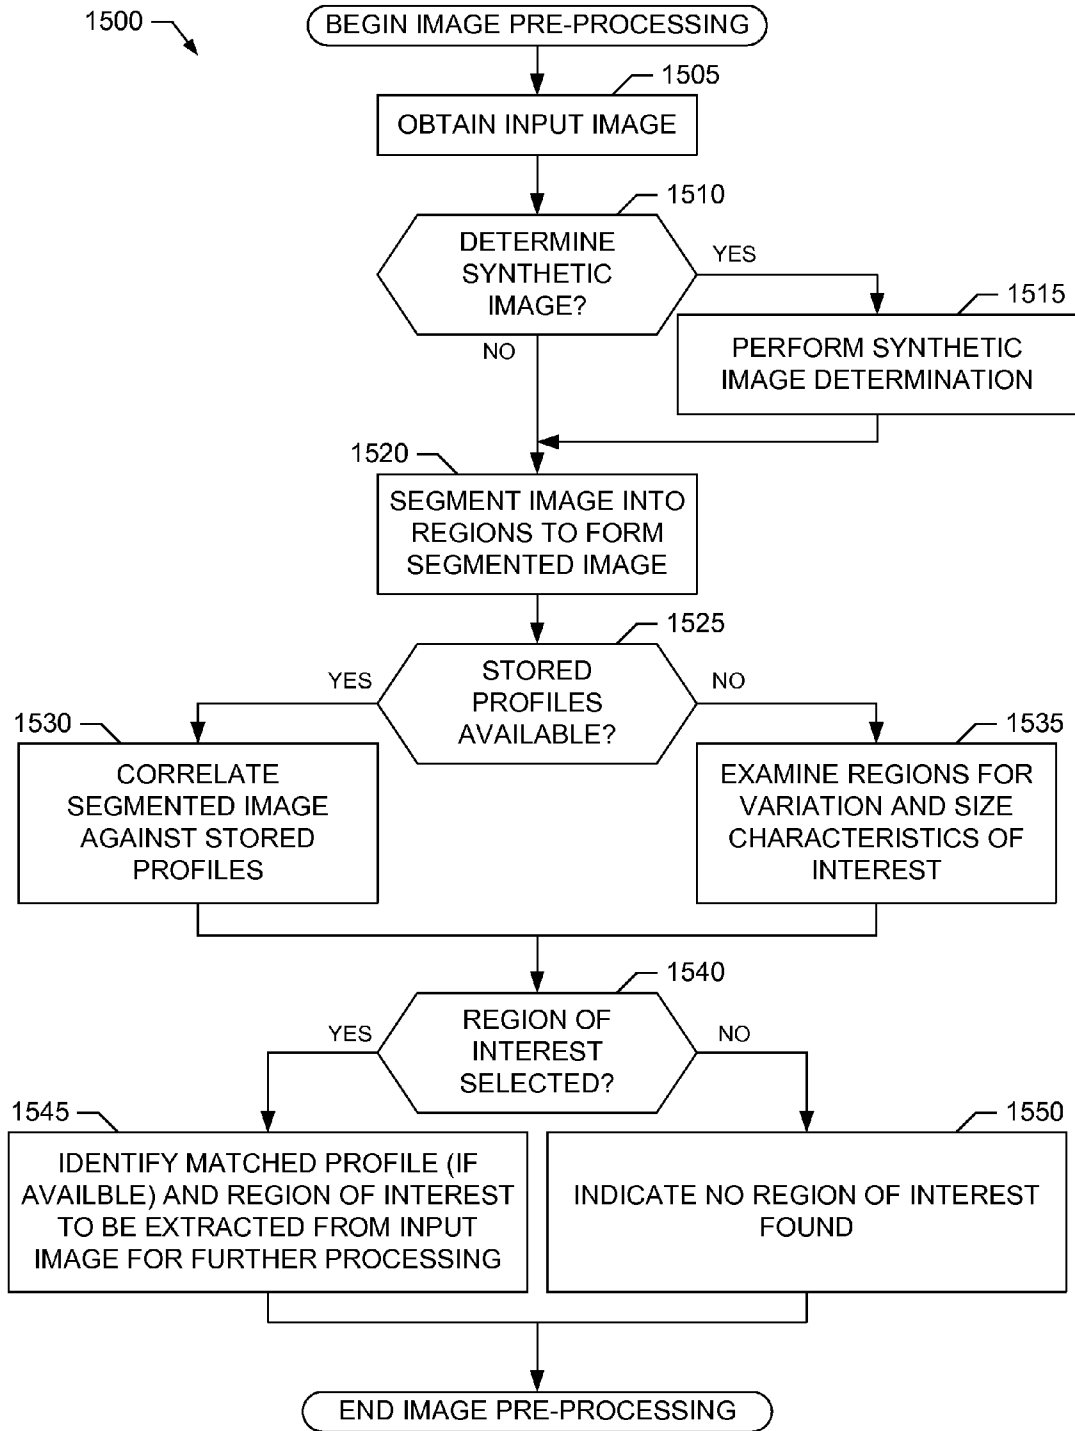 1500
BEGIN IMAGE PRE-PROCESSING
1505
OBTAIN INPUT IMAGE
1510
DETERMINE
SYNTHETIC
IMAGE?
YES
NO
1515
PERFORM SYNTHETIC
IMAGE DETERMINATION
1520
SEGMENT IMAGE INTO
REGIONS TO FORM
SEGMENTED IMAGE
1525
STORED
PROFILES
AVAILABLE?
YES
NO
1530
CORRELATE
SEGMENTED IMAGE
AGAINST STORED
PROFILES
1535
EXAMINE REGIONS FOR
VARIATION AND SIZE
CHARACTERISTICS OF
INTEREST
1540
REGION OF
INTEREST
SELECTED?
YES
NO
1545
IDENTIFY MATCHED PROFILE (IF
AVAILBLE) AND REGION OF INTEREST
TO BE EXTRACTED FROM INPUT
IMAGE FOR FURTHER PROCESSING
1550
INDICATE NO REGION OF INTEREST
FOUND
END IMAGE PRE-PROCESSING